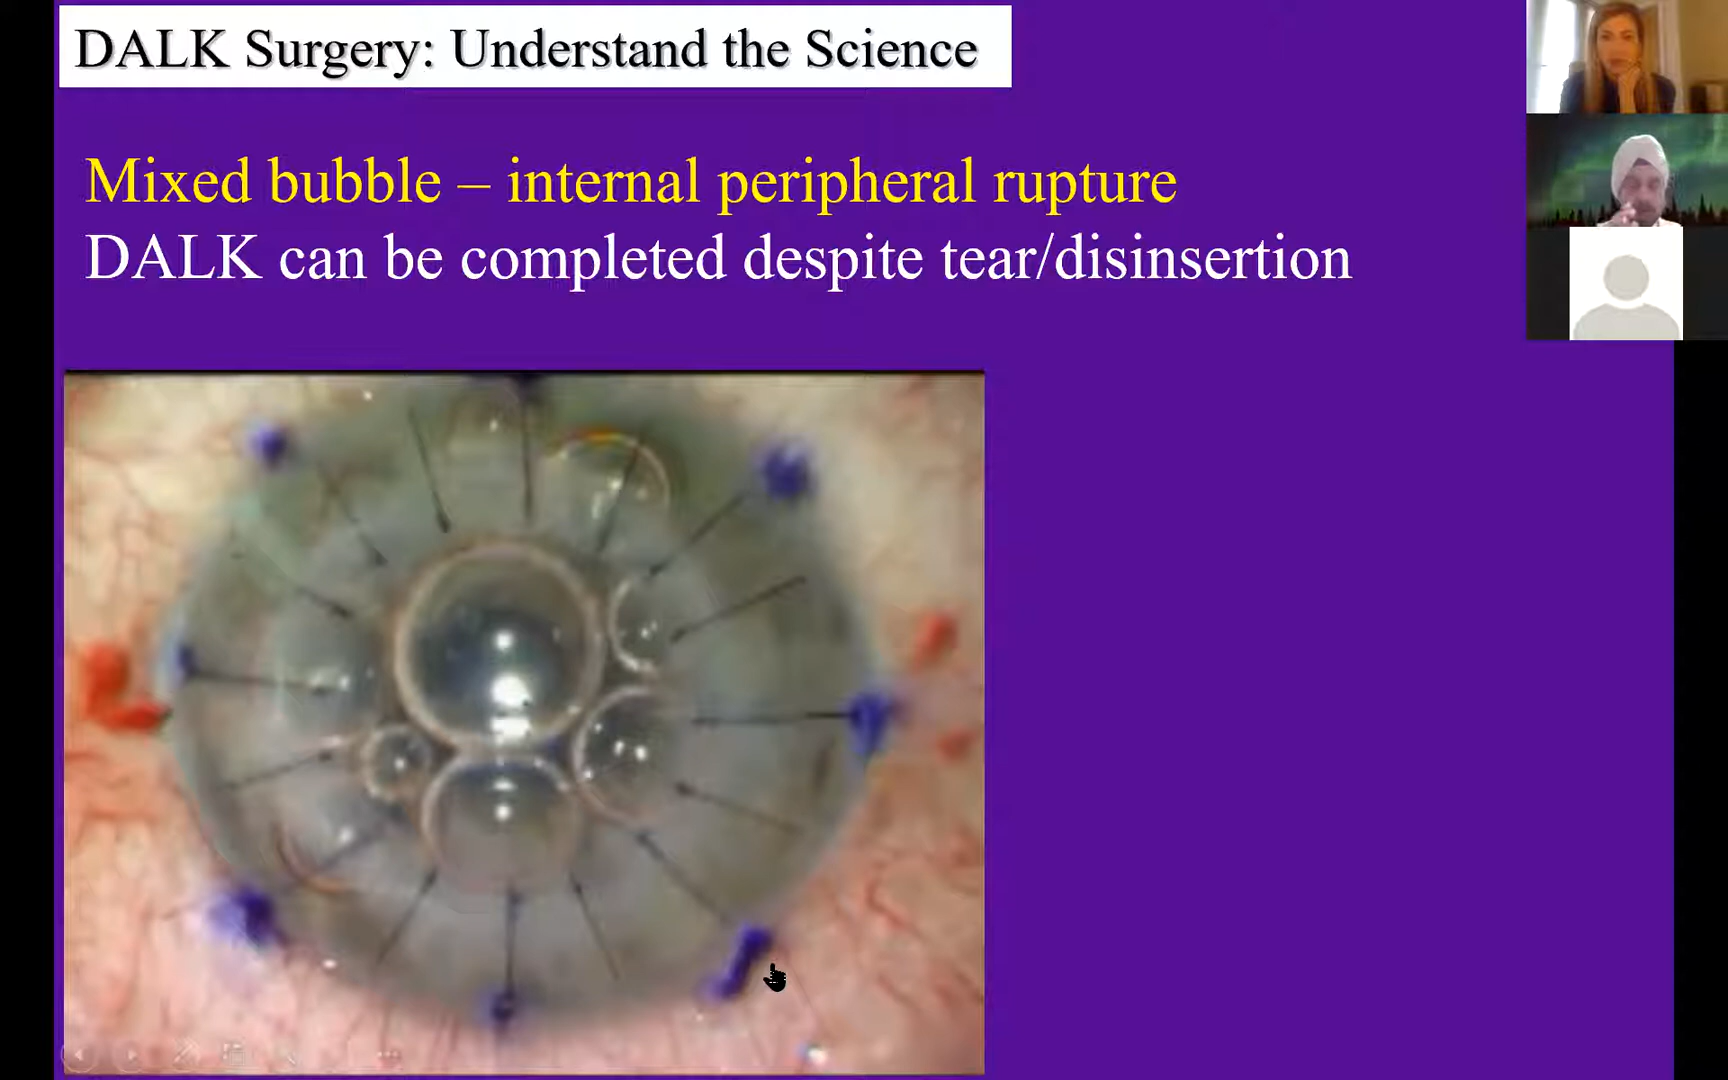 DALK Surgery: Understand the Science
Mixed bubble – internal peripheral rupture
DALK can be completed despite tear/disinsertion